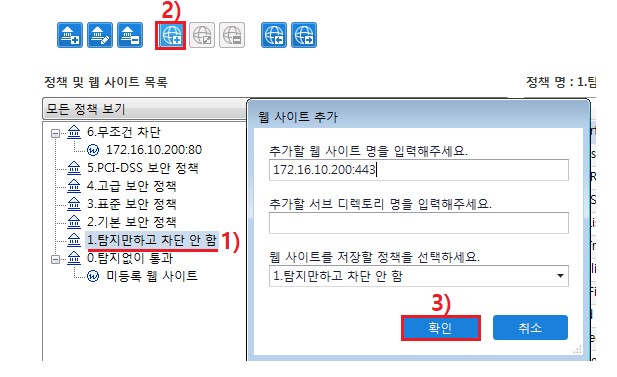 2)
정책 및 웹 사이트 목록
정책 명 : 1.탐
모든 정책 보기
6.무조건 차단
172.16.10.200:80
5.PCI-DSS 보안 정책
4.고급 보안 정책
3.표준 보안 정책
2.기본 보안 정책
1.탐지만하고 차단 안 함
1)
0.탐지없이 통과
미등록 웹 사이트
웹 사이트 추가
추가할 웹 사이트 명을 입력해주세요.
172.16.10.200:443
추가할 서브 디렉토리 명을 입력해주세요.
웹 사이트를 저장할 정책을 선택하세요.
1.탐지만하고 차단 안 함
3)
확인
취소